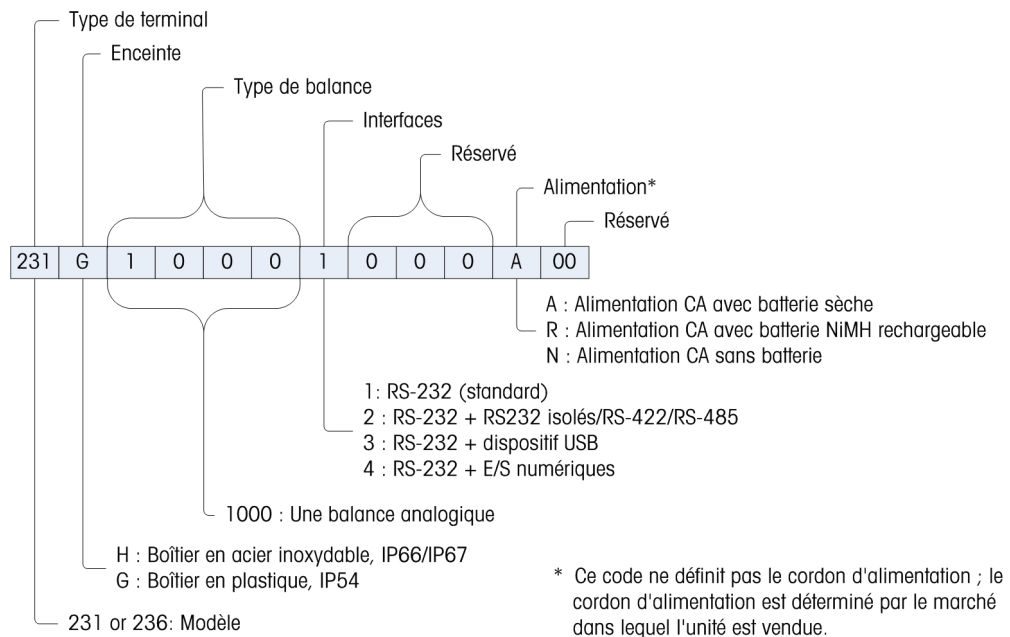 Type de terminal
Enceinte
Type de balance
Interfaces
Réservé
Alimentation*
Réservé
231 G 1 0 0 0 1 0 0 0 A 00
A : Alimentation CA avec batterie sèche
R : Alimentation CA avec batterie NiMH rechargeable
N : Alimentation CA sans batterie
1: RS-232 (standard)
2 : RS-232 + RS232 isolés/RS-422/RS-485
3 : RS-232 + dispositif USB
4 : RS-232 + E/S numériques
1000 : Une balance analogique
H : Boîtier en acier inoxydable, IP66/IP67
G : Boîtier en plastique, IP54
231 or 236: Modèle
* Ce code ne définit pas le cordon d'alimentation ; le
cordon d'alimentation est déterminé par le marché
dans lequel l'unité est vendue.